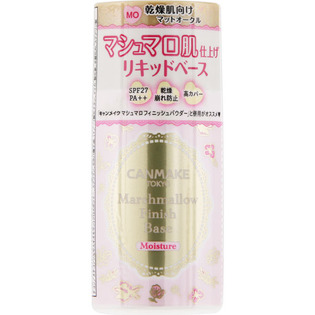 MO
乾燥肌向け
マットオークル
マシュマロ肌仕上げ
リキッドベース
SPF27
PA++
乾燥
崩れ防止
高カバー
キャンメイク マシュマロフィニッシュパウダーと併用がオススメ
CANMAKE
TOKYO
Marshmallow
Finish
Base
Moisture